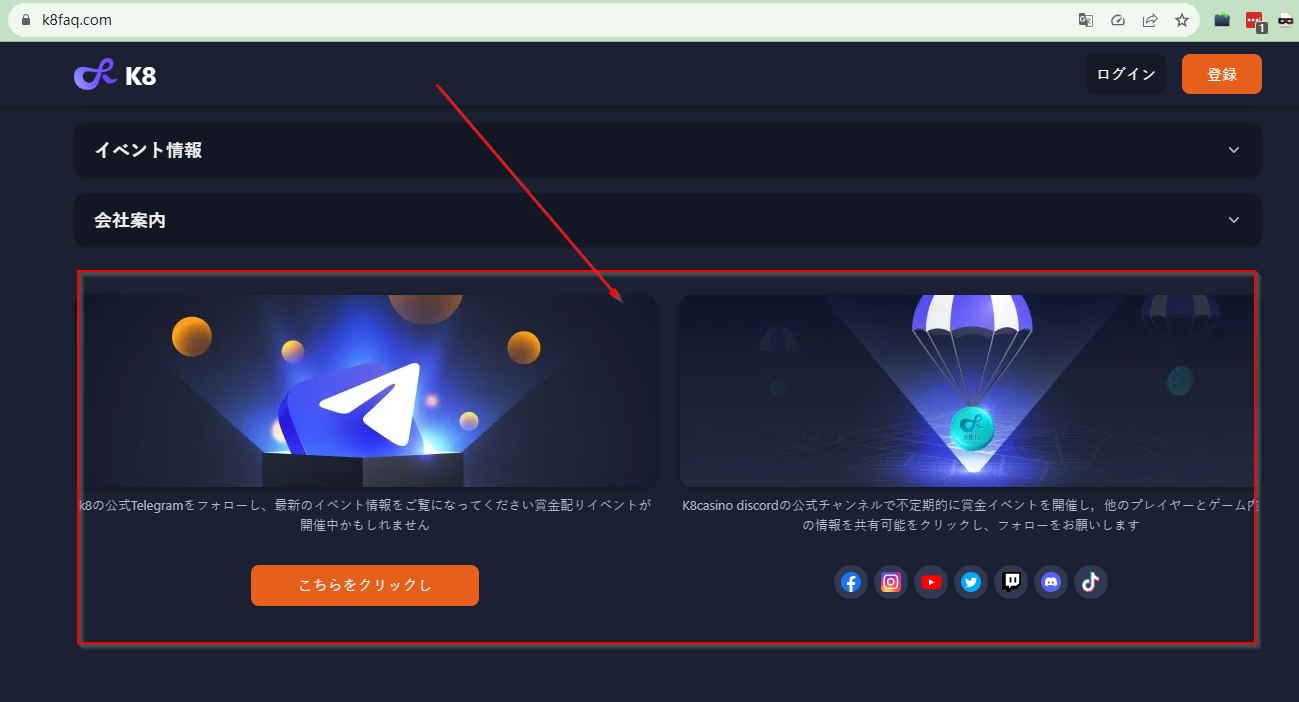 k8faq.com
1
K8
ログイン
登録
イベント情報
会社案内
K8.io
k8の公式Telegramをフォローし、最新のイベント情報をご覧になってください賞金配りイベントが
開催中かもしれません
こちらをクリックし
K8casino discordの公式チャンネルで不定期的に賞金イベントを開催し，他のプレイヤーとゲーム内
の情報を共有可能をクリックし、フォローをお願いします